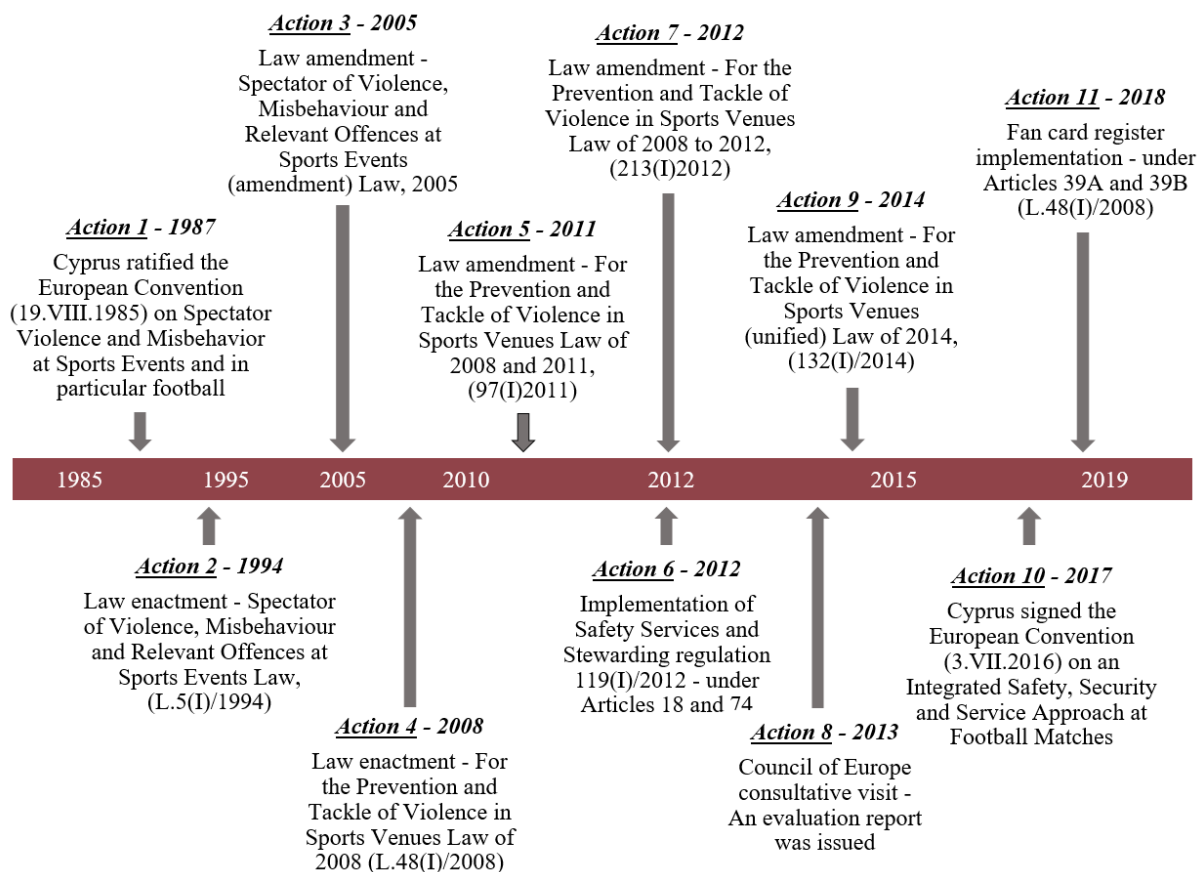 Action 3 - 2005
Law amendment -
Spectator of Violence,
Misbehaviour and
Relevant Offences at
Sports Events
(amendment) Law, 2005
Action 7 - 2012
Law amendment - For the
Prevention and Tackle of
Violence in Sports Venues
Law of 2008 to 2012,
(213(I)2012)
Action 11 - 2018
Fan card register
implementation - under
Articles 39A and 39B
(L.48(I)/2008)
Action 1 - 1987
Cyprus ratified the
European Convention
(19.VIII.1985) on Spectator
Violence and Misbehavior
at Sports Events and in
particular football
Action 5 - 2011
Law amendment - For
the Prevention and
Tackle of Violence in
Sports Venues Law of
2008 and 2011,
(97(I)2011)
Action 9 - 2014
Law amendment - For
the Prevention and
Tackle of Violence in
Sports Venues
(unified) Law of 2014,
(132(I)/2014)
1985 1995 2005 2010 2012 2015 2019
Action 2 - 1994
Law enactment - Spectator
of Violence, Misbehaviour
and Relevant Offences at
Sports Events Law,
(L.5(I)/1994)
Action 4 - 2008
Law enactment - For
the Prevention and
Tackle of Violence in
Sports Venues Law of
2008 (L.48(I)/2008)
Action 6 - 2012
Implementation of
Safety Services and
Stewarding regulation
119(I)/2012 - under
Articles 18 and 74
Action 8 - 2013
Council of Europe
consultative visit -
An evaluation report
was issued
Action 10 - 2017
Cyprus signed the
European Convention
(3.VII.2016) on an
Integrated Safety, Security
and Service Approach at
Football Matches